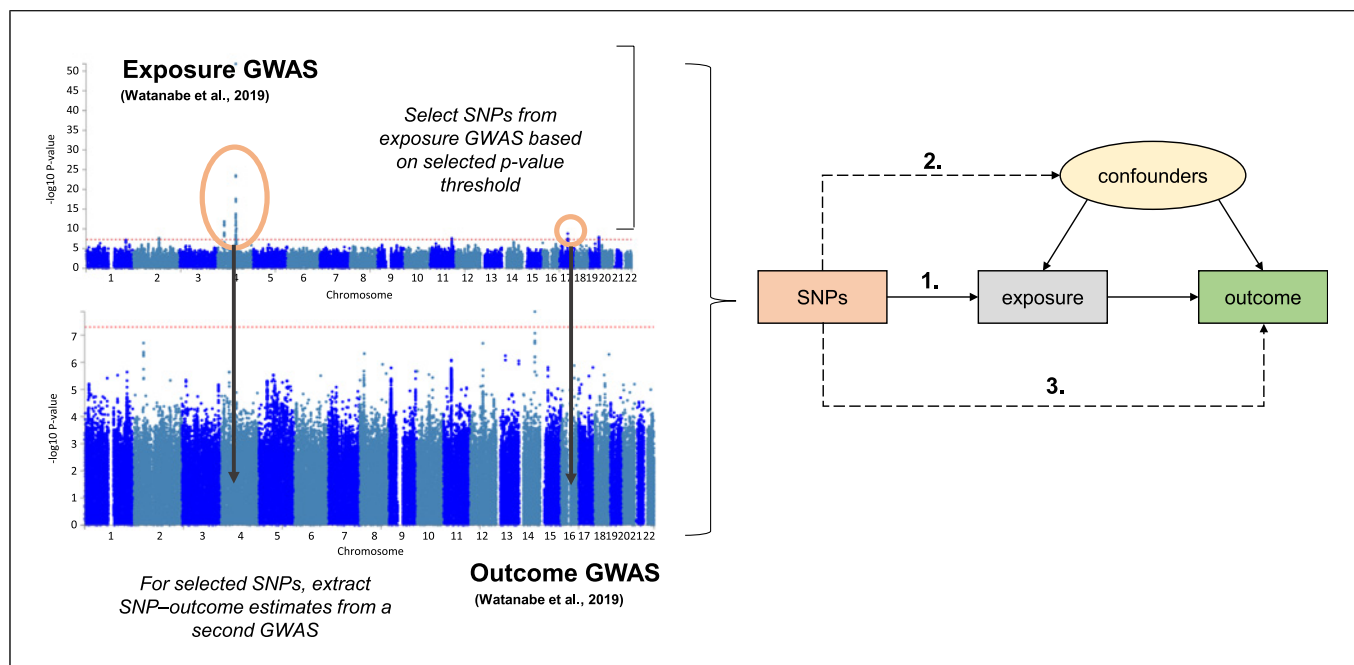 Exposure GWAS
(Watanabe et al., 2019)
Select SNPs from
exposure GWAS based
on selected p-value
threshold
-log10 P-value
50
45
40
35
30
25
20
15
10
5
0
1 2 3 4 5 6 7 8 9 10 11 12 13 14 15 16 17 18 19 20 21 22
Chromosome
-log10 P-value
7
6
5
4
3
2
1
0
1 2 3 4 5 6 7 8 9 10 11 12 13 14 15 16 17 18 19 20 21 22
Chromosome
For selected SNPs, extract
SNP–outcome estimates from a
second GWAS
Outcome GWAS
(Watanabe et al., 2019)
2.
confounders
SNPs
1.
exposure
outcome
3.